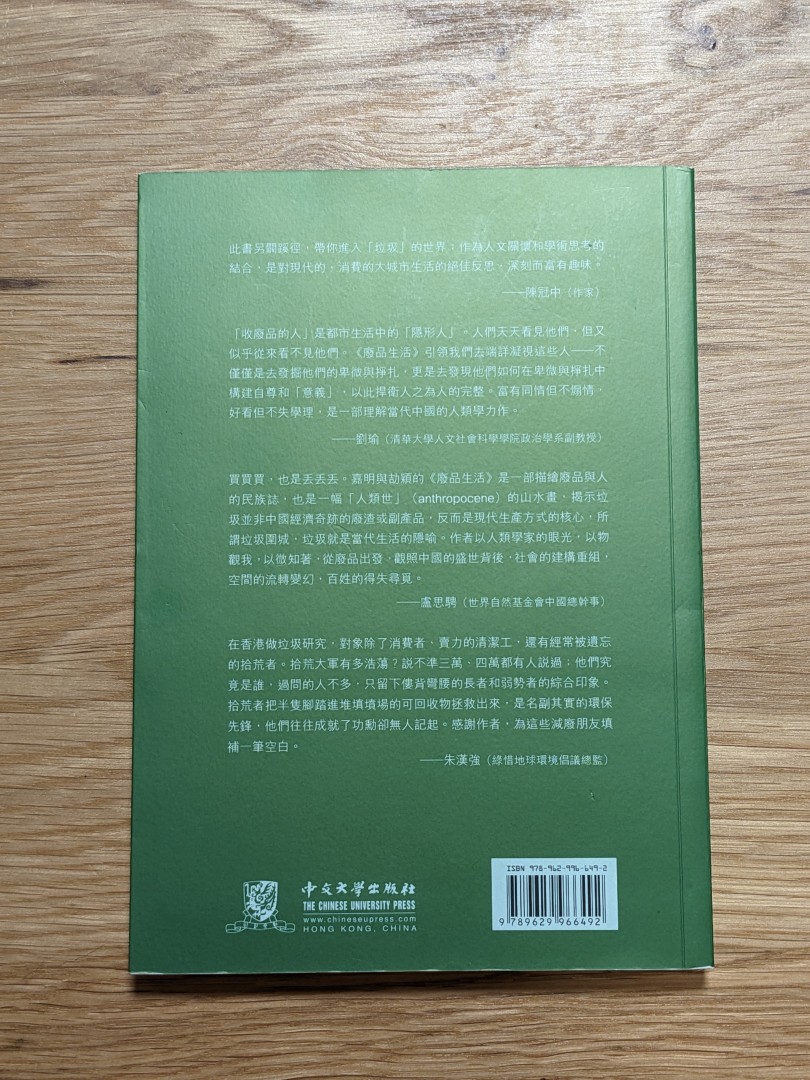 此書另闢蹊徑，帶你進入「垃圾」的世界；作為人文關懷和學術思考的
結合，是對現代的、消費的大城市生活的絕佳反思。深刻而富有趣味。
——陳冠中（作家）
「收廢品的人」是都市生活中的「隱形人」。人們天天看見他們，但又
似乎從來看不見他們。《廢品生活》引領我們去端詳凝視這些人——不
僅僅是去發掘他們的卑微與掙扎，更是去發現他們如何在卑微與掙扎中
構建自尊和「意義」，以此捍衛人之為人的完整。富有同情但不煽情，
好看但不失學理，是一部理解當代中國的人類學力作。
——劉瑜（清華大學人文社會科學學院政治學系副教授）
買買買，也是丟丟丟。嘉明與劼穎的《廢品生活》是一部描繪廢品與人
的民族誌，也是一幅「人類世」（anthropocene）的山水畫，揭示垃
圾並非中國經濟奇跡的廢渣或副產品，反而是現代生產方式的核心，所
謂垃圾圍城，垃圾就是當代生活的隱喻。作者以人類學家的眼光，以物
觀我，以微知著，從廢品出發，觀照中國的盛世背後，社會的建構重組，
空間的流轉變幻，百姓的得失尋覓。
——盧思騁（世界自然基金會中國總幹事）
在香港做垃圾研究，對象除了消費者、賣力的清潔工，還有經常被遺忘
的拾荒者。拾荒大軍有多浩蕩？說不準三萬、四萬都有人說過；他們究
竟是誰，過問的人不多，只留下僂背彎腰的長者和弱勢者的綜合印象。
拾荒者把半隻腳踏進堆填墳場的可回收物拯救出來，是名副其實的環保
先鋒，他們往往成就了功勳卻無人記起。感謝作者，為這些減廢朋友填
補一筆空白。
——朱漢強（綠惜地球環境倡議總監）
ISBN 978-962-996-649-2
中文大學出版社
THE CHINESE UNIVERSITY PRESS
www.chineseupress.com
HONG KONG, CHINA
9 789629 966492